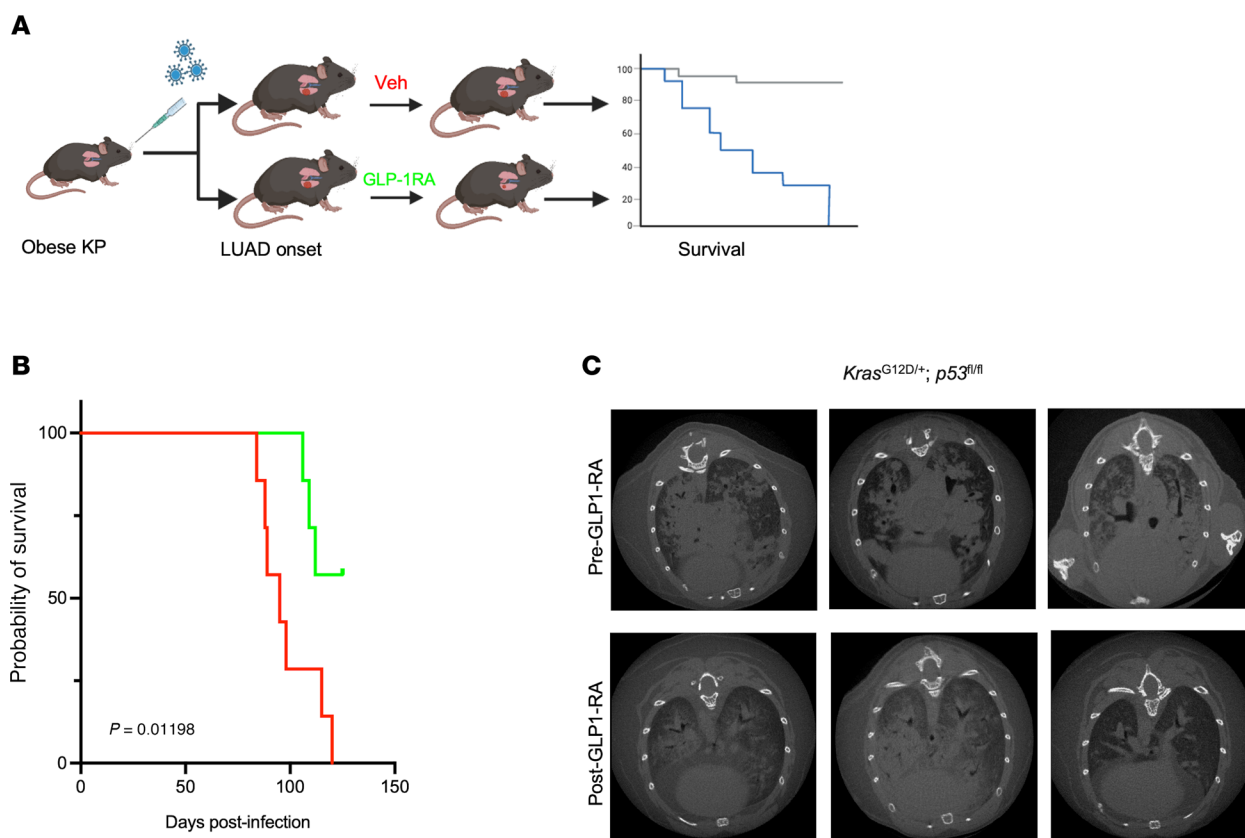 A
Veh
GLP-1RA
Obese KP
LUAD onset
100
80
60
40
20
0
Survival
B
Probability of survival
100
50
0
P = 0.01198
0 50 100 150
Days post-infection
C
Kras^G12D/+; p53^fl/fl
Pre-GLP1-RA
Post-GLP1-RA